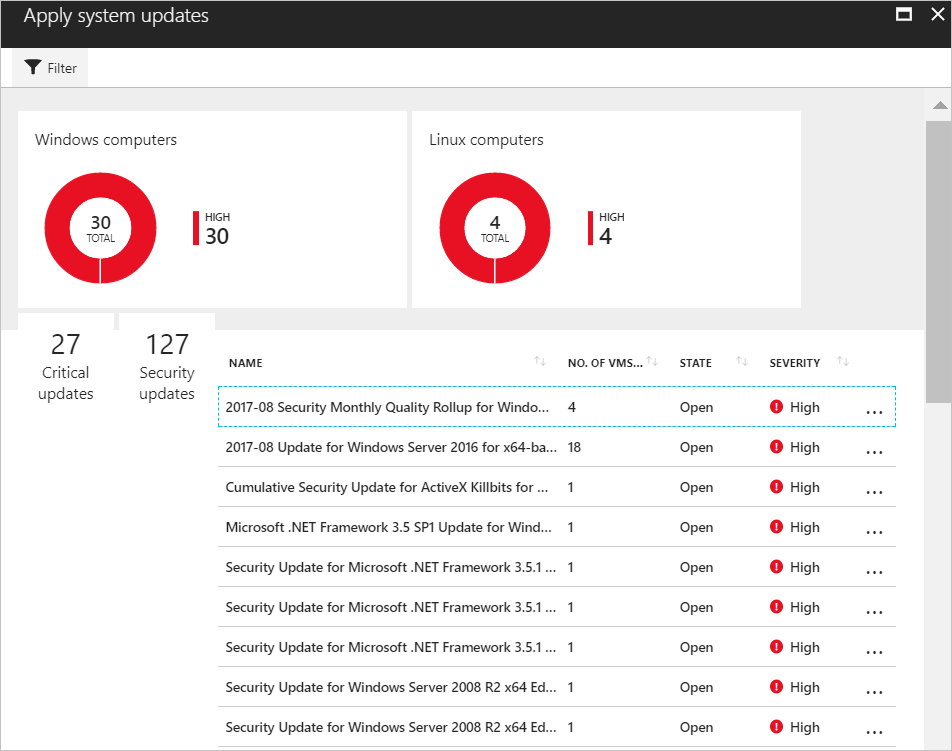 Apply system updates
Filter
Windows computers
30
TOTAL
HIGH
30
Linux computers
4
TOTAL
HIGH
4
27
Critical
updates
127
Security
updates
NAME NO. OF VMS... STATE SEVERITY
2017-08 Security Monthly Quality Rollup for Windo... 4 Open High ...
2017-08 Update for Windows Server 2016 for x64-ba... 18 Open High ...
Cumulative Security Update for ActiveX Killbits for ... 1 Open High ...
Microsoft .NET Framework 3.5 SP1 Update for Wind... 1 Open High ...
Security Update for Microsoft .NET Framework 3.5.1 ... 1 Open High ...
Security Update for Microsoft .NET Framework 3.5.1 ... 1 Open High ...
Security Update for Microsoft .NET Framework 3.5.1 ... 1 Open High ...
Security Update for Windows Server 2008 R2 x64 Ed... 1 Open High ...
Security Update for Windows Server 2008 R2 x64 Ed... 1 Open High ...